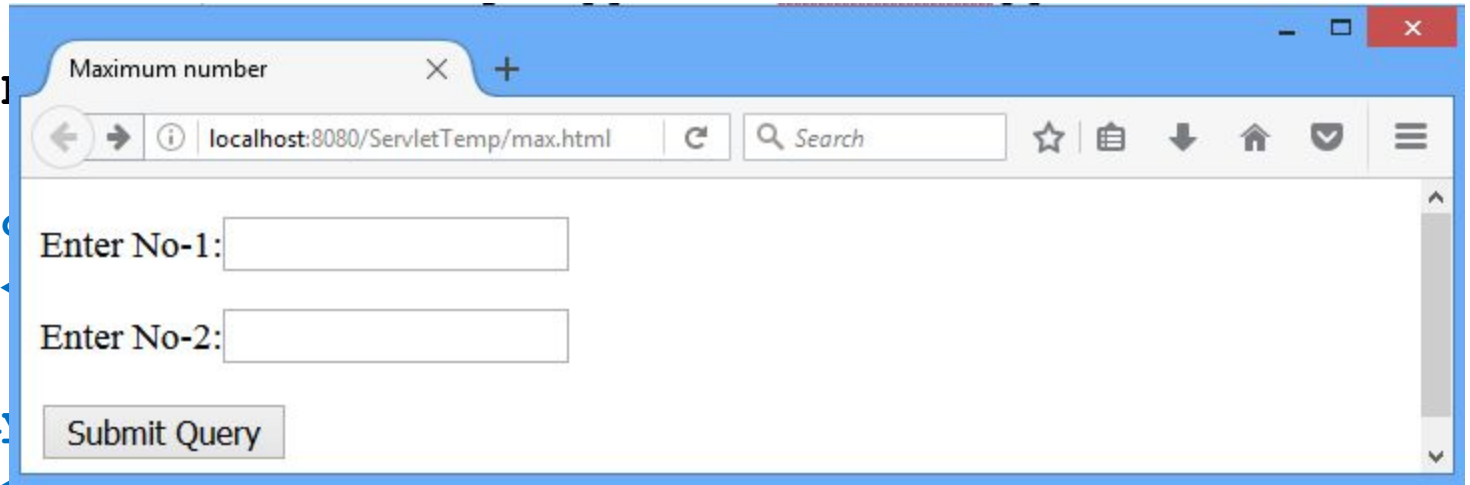 Maximum number
localhost:8080/ServletTemp/max.html Search
Enter No-1:
Enter No-2:
Submit Query